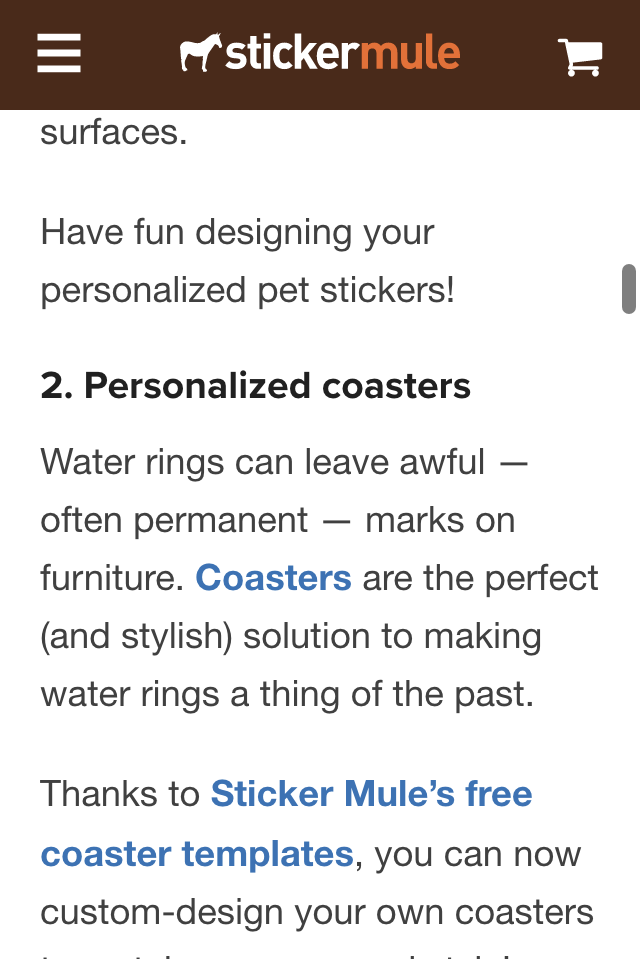 stickermule
surfaces.
Have fun designing your
personalized pet stickers!
2. Personalized coasters
Water rings can leave awful —
often permanent — marks on
furniture. Coasters are the perfect
(and stylish) solution to making
water rings a thing of the past.
Thanks to Sticker Mule’s free
coaster templates, you can now
custom-design your own coasters